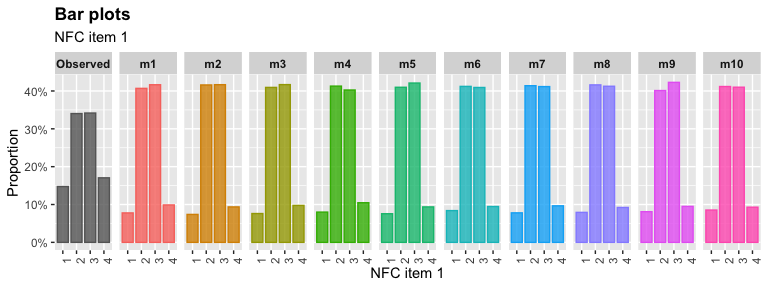 Bar plots
NFC item 1
Observed m1 m2 m3 m4 m5 m6 m7 m8 m9 m10
Proportion
40%
30%
20%
10%
0%
1 2 3 4 1 2 3 4 1 2 3 4 1 2 3 4 1 2 3 4 1 2 3 4 1 2 3 4 1 2 3 4 1 2 3 4 1 2 3 4 1 2 3 4
NFC item 1